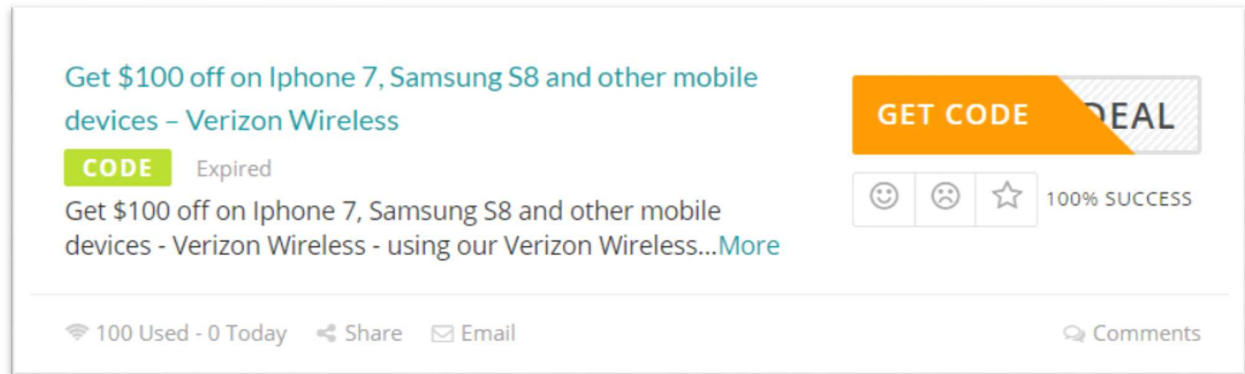 Get $100 off on Iphone 7, Samsung S8 and other mobile
devices – Verizon Wireless
CODE Expired
Get $100 off on Iphone 7, Samsung S8 and other mobile
devices - Verizon Wireless - using our Verizon Wireless...More
GET CODE DEAL
100% SUCCESS
100 Used - 0 Today Share Email Comments